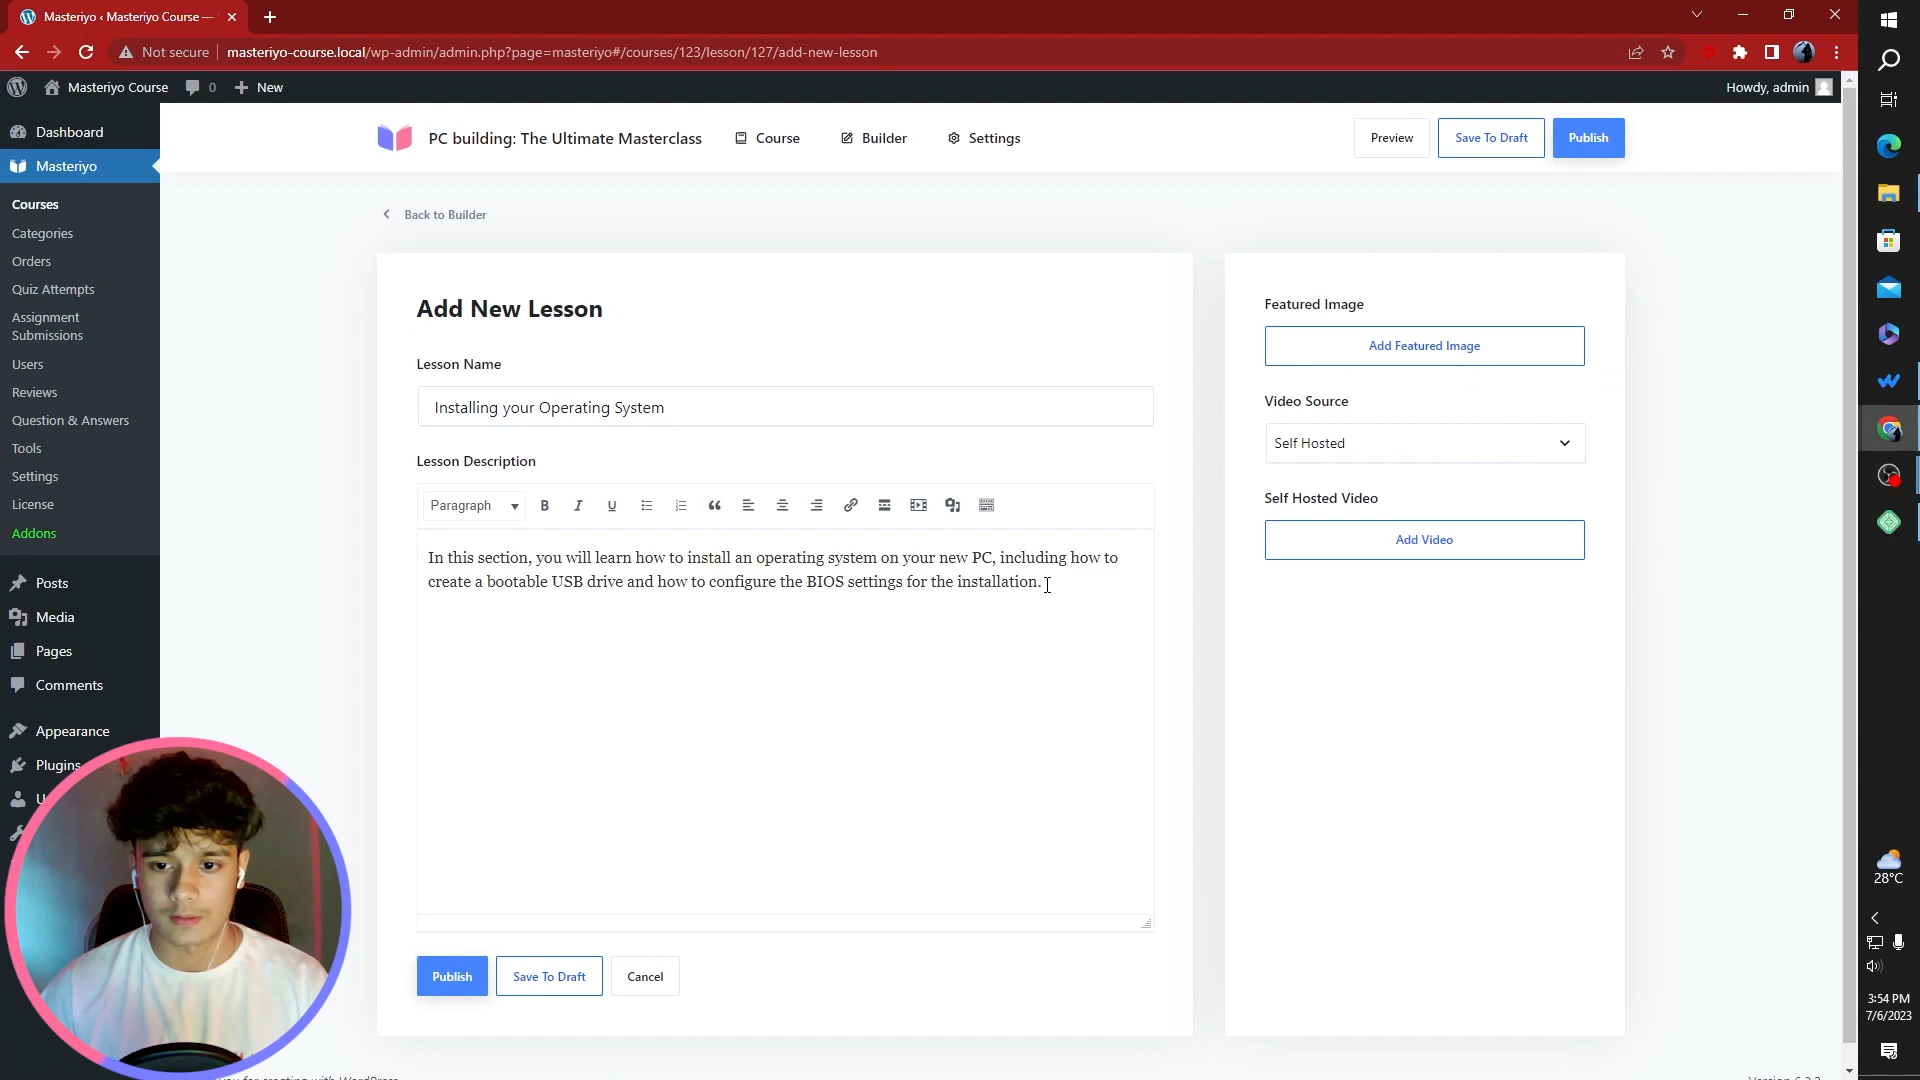 Masteriyo ‹ Masteriyo Course —
Not secure
masteriyo-course.local/wp-admin/admin.php?page=masteriyo#/courses/123/lesson/127/add-new-lesson
Masteriyo Course
0
New
Howdy, admin
Dashboard
Masteriyo
Courses
Categories
Orders
Quiz Attempts
Assignment
Submissions
Users
Reviews
Question & Answers
Tools
Settings
License
Addons
Posts
Media
Pages
Comments
Appearance
Plugins
PC building: The Ultimate Masterclass
Course
Builder
Settings
Preview
Save To Draft
Publish
Back to Builder
Add New Lesson
Lesson Name
Installing your Operating System
Lesson Description
Paragraph
B I U
In this section, you will learn how to install an operating system on your new PC, including how to
create a bootable USB drive and how to configure the BIOS settings for the installation.
Publish
Save To Draft
Cancel
Featured Image
Add Featured Image
Video Source
Self Hosted
Self Hosted Video
Add Video
28°C
3:54 PM
7/6/2023